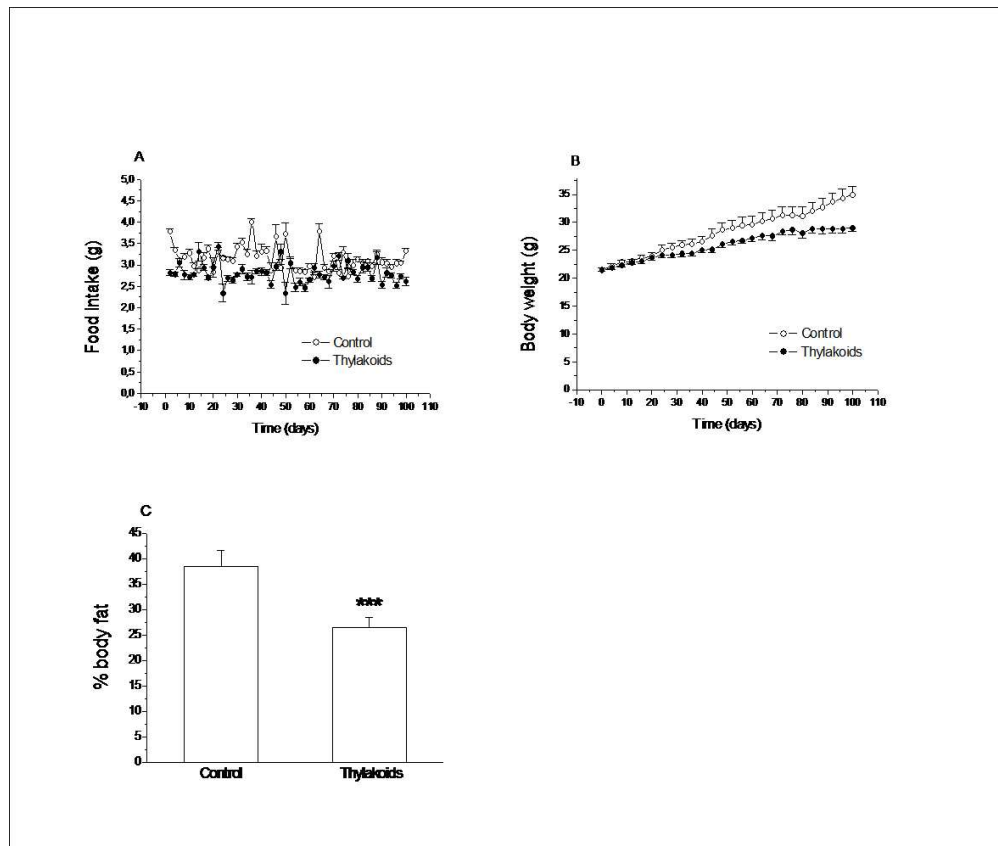 A
Food Intake (g)
5,0
4,5
4,0
3,5
3,0
2,5
2,0
1,5
1,0
0,5
0,0
-10 0 10 20 30 40 50 60 70 80 90 100 110
Time (days)
Control
Thylakoids
B
Body weight (g)
35
30
25
20
15
10
5
0
-10 0 10 20 30 40 50 60 70 80 90 100 110
Time (days)
Control
Thylakoids
C
% body fat
45
40
35
30
25
20
15
10
5
0
***
Control Thylakoids